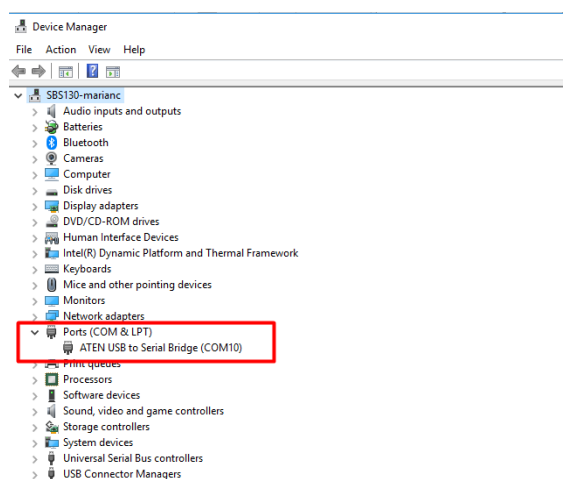 Device Manager
File Action View Help
SBS130-marianc
Audio inputs and outputs
Batteries
Bluetooth
Cameras
Computer
Disk drives
Display adapters
DVD/CD-ROM drives
Human Interface Devices
Intel(R) Dynamic Platform and Thermal Framework
Keyboards
Mice and other pointing devices
Monitors
Network adapters
Ports (COM & LPT)
ATEN USB to Serial Bridge (COM10)
Print queues
Processors
Software devices
Sound, video and game controllers
Storage controllers
System devices
Universal Serial Bus controllers
USB Connector Managers